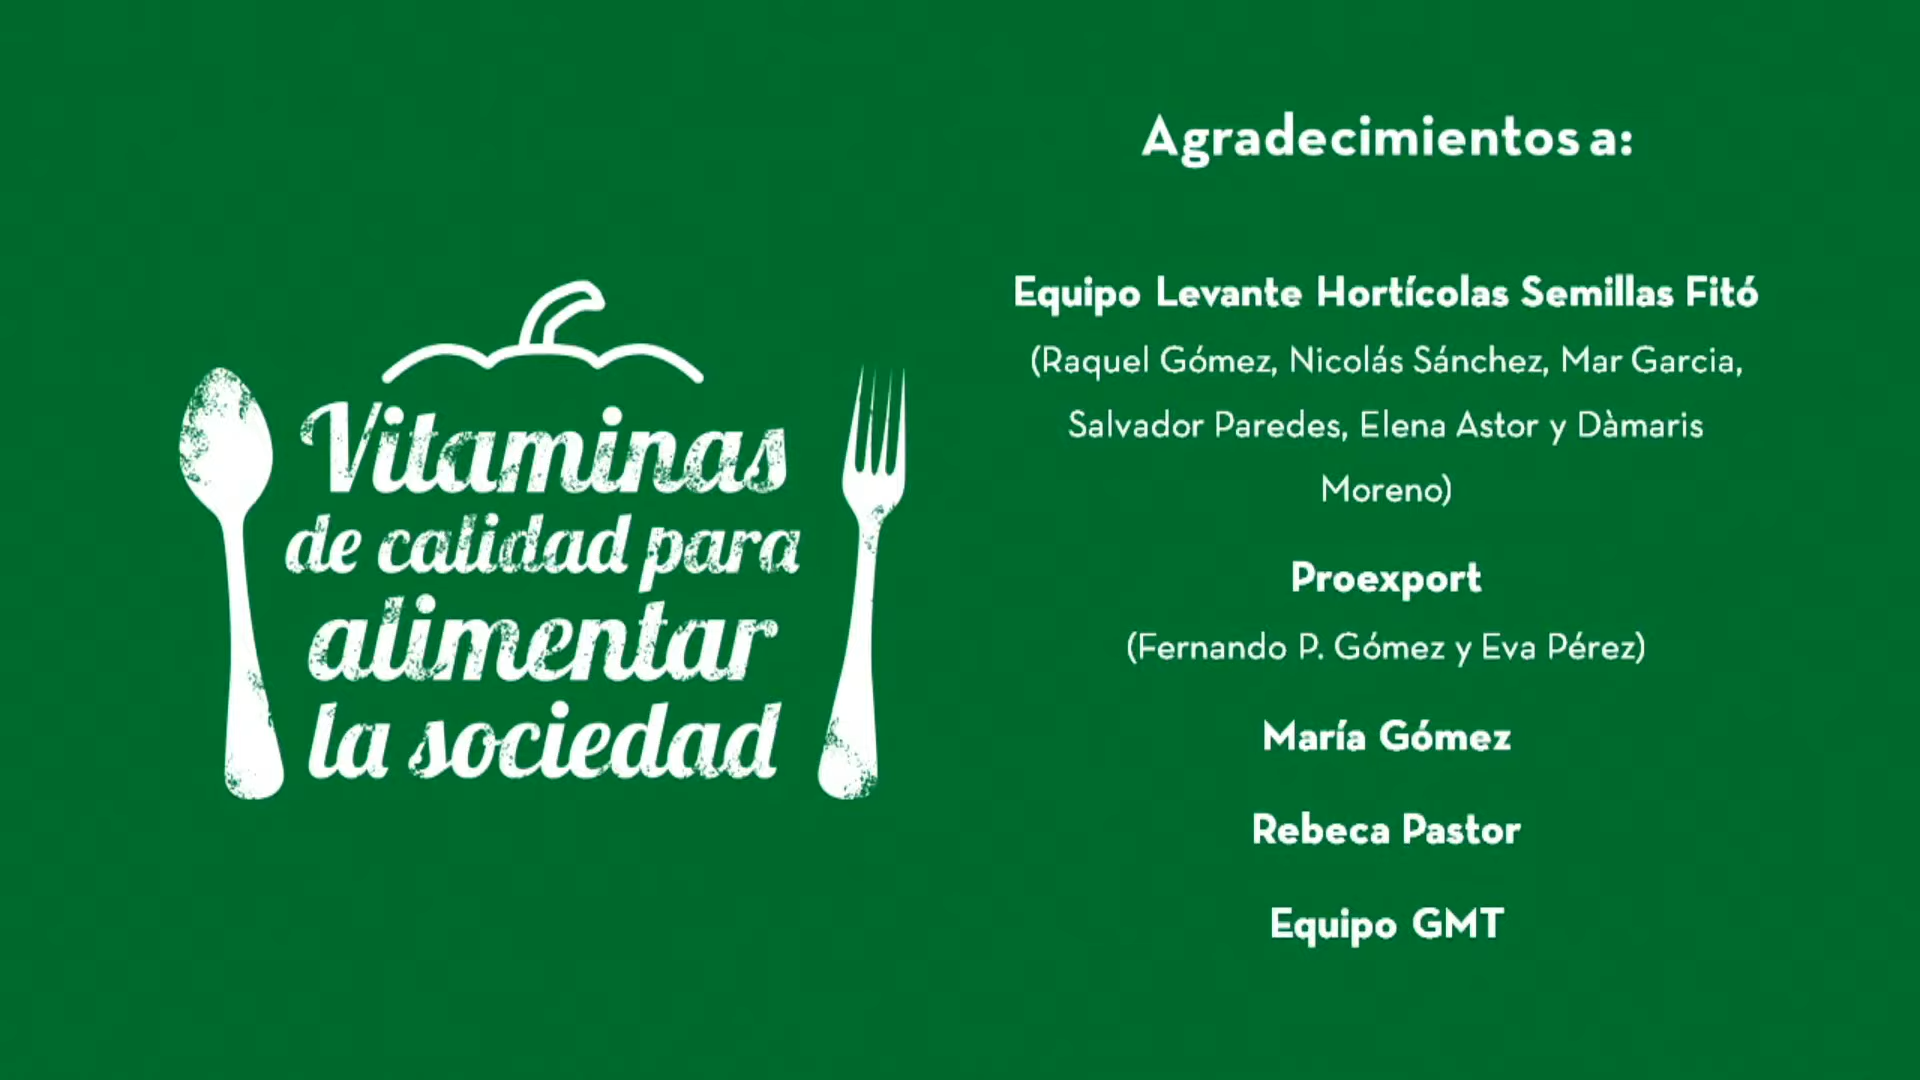 Vitaminas
de calidad para
alimentar
la sociedad
Agradecimientos a:
Equipo Levante Hortícolas Semillas Fitó
(Raquel Gómez, Nicolás Sánchez, Mar Garcia,
Salvador Paredes, Elena Astor y Dàmaris
Moreno)
Proexport
(Fernando P. Gómez y Eva Pérez)
María Gómez
Rebeca Pastor
Equipo GMT